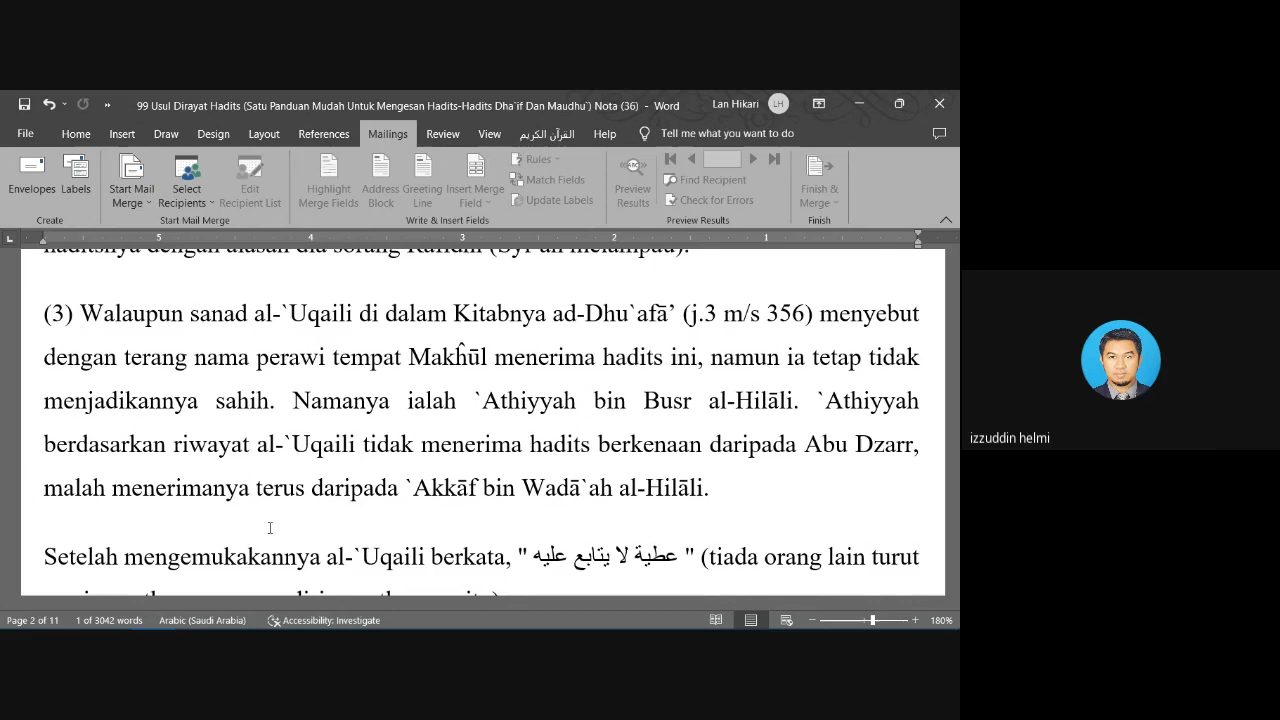 99 Usul Dirayat Hadits (Satu Panduan Mudah Untuk Mengesan Hadits-Hadits Dha`if Dan Maudhu`) Nota (36) - Word
Lan Hikari LH
File Home Insert Draw Design Layout References Mailings Review View القرآن الكريم Help Tell me what you want to do
Envelopes Labels Start Mail Merge Select Recipients Edit Recipient List Highlight Merge Fields Address Block Greeting Line Insert Merge Field Rules Match Fields Update Labels Preview Results Find Recipient Check for Errors Finish & Merge
Create Start Mail Merge Write & Insert Fields Preview Results Finish
5 4 3 2 1
(3) Walaupun sanad al-`Uqaili di dalam Kitabnya ad-Dhu`afā’ (j.3 m/s 356) menyebut
dengan terang nama perawi tempat Makĥūl menerima hadits ini, namun ia tetap tidak
menjadikannya sahih. Namanya ialah `Athiyyah bin Busr al-Hilāli. `Athiyyah
berdasarkan riwayat al-`Uqaili tidak menerima hadits berkenaan daripada Abu Dzarr,
malah menerimanya terus daripada `Akkāf bin Wadā`ah al-Hilāli.
Setelah mengemukakannya al-`Uqaili berkata, " عطية لا يتابع عليه " (tiada orang lain turut
izzuddin helmi
Page 2 of 11 1 of 3042 words Arabic (Saudi Arabia) Accessibility: Investigate 180%